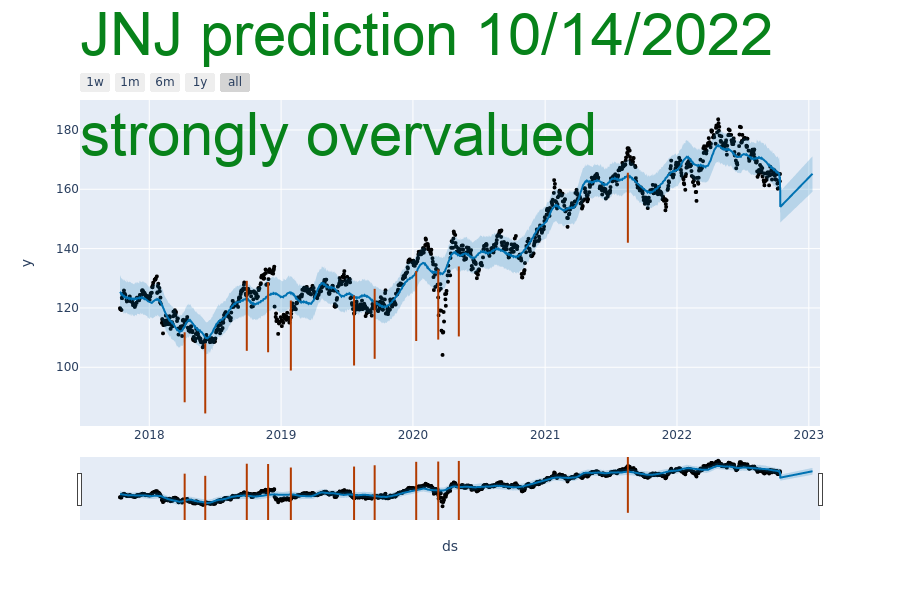 JNJ prediction 10/14/2022
1w 1m 6m 1y all
strongly overvalued
180
160
140
120
100
y
2018 2019 2020 2021 2022 2023
ds